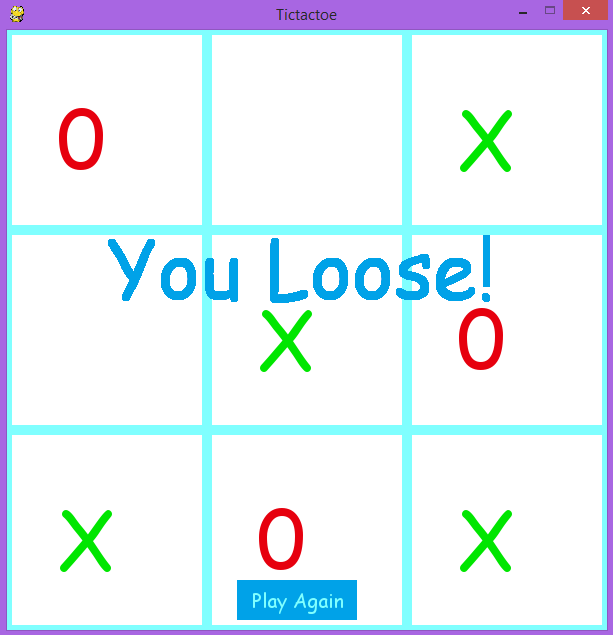 Tictactoe
O X
You Loose!
X O
X O X
Play Again